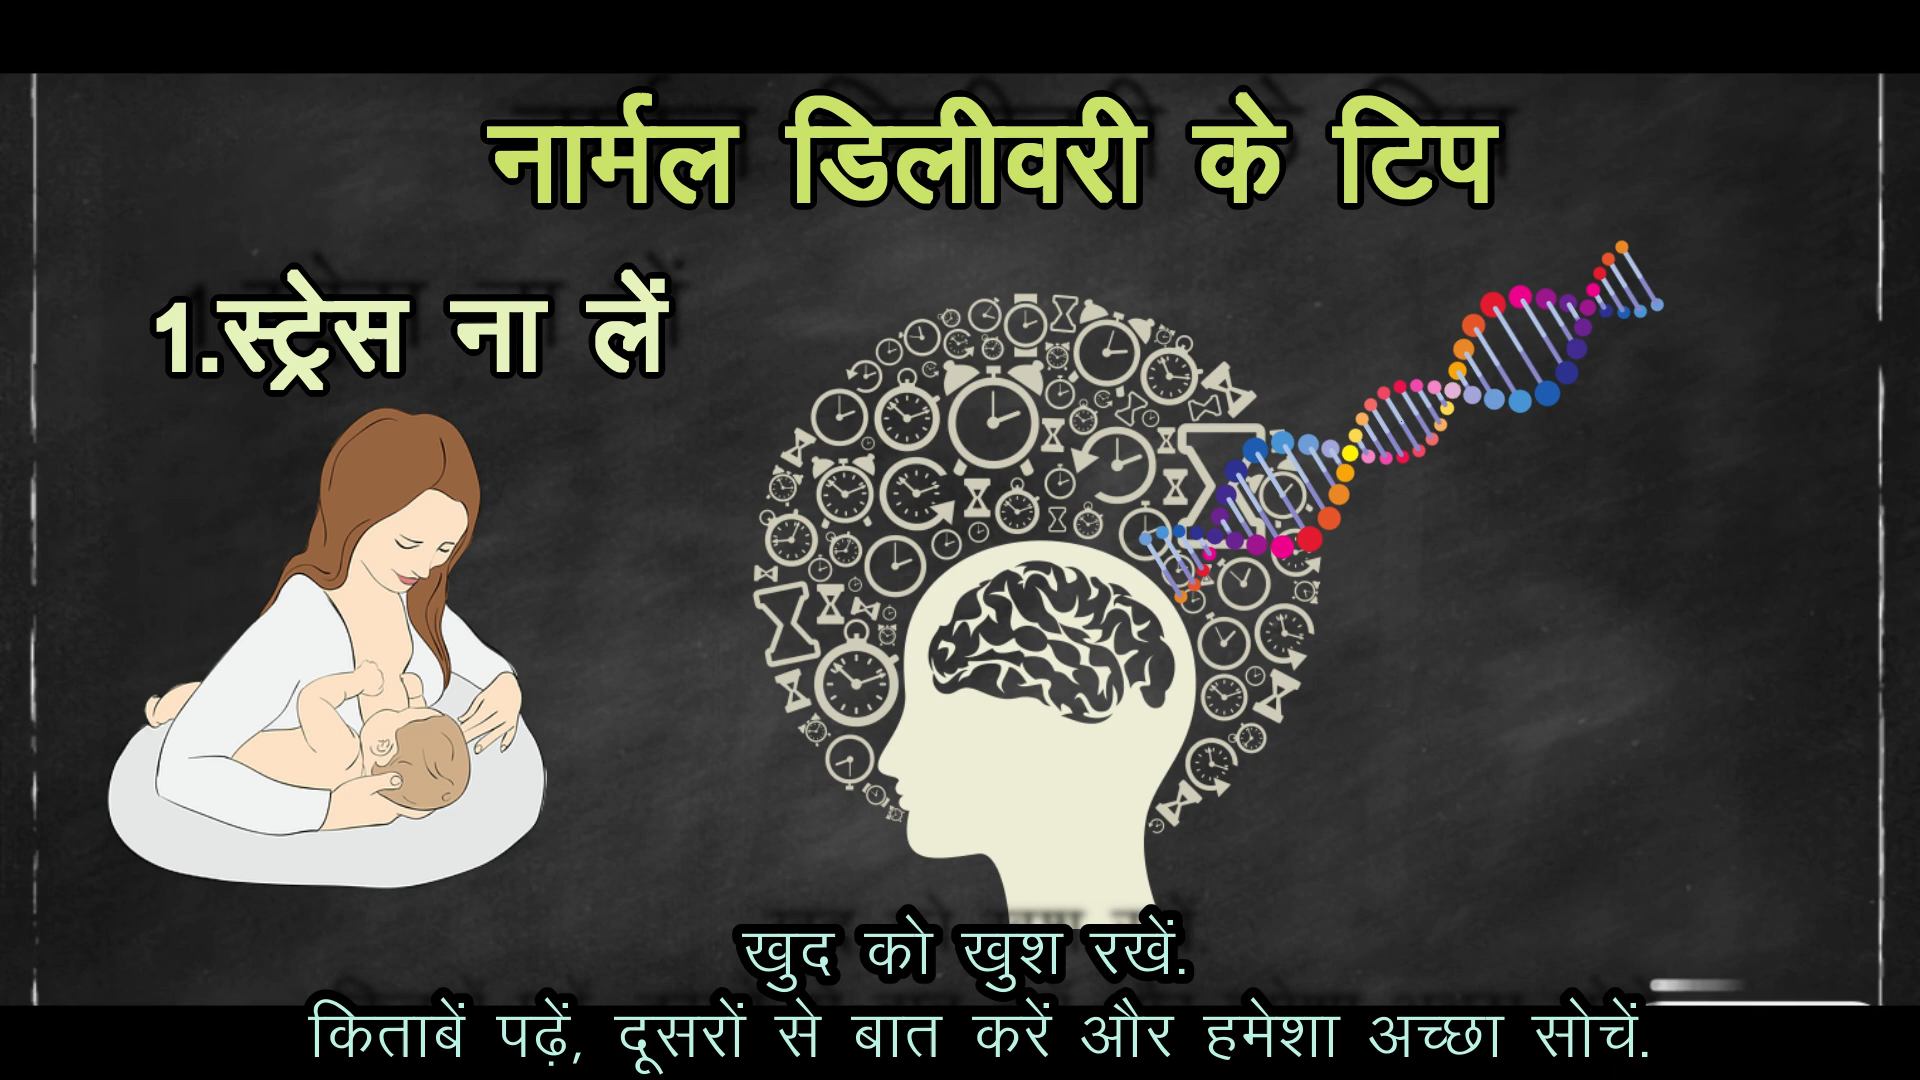 नार्मल डिलीवरी के टिप
1.स्ट्रेस ना लें
खुद को खुश रखें.
किताबें पढ़ें, दूसरों से बात करें और हमेशा अच्छा सोचें.